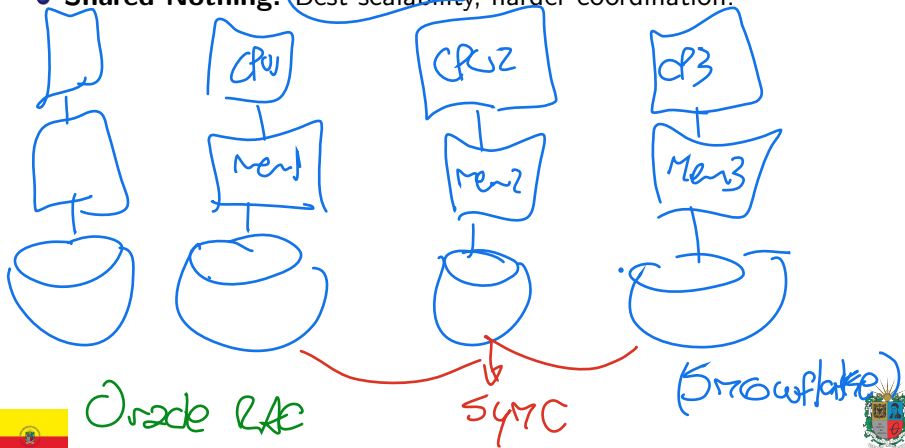 • Shared Nothing: Best scalability, harder coordination.
CPU1 CPU2 CP3
Mem1 Mem2 Mem3
Oracle RAC SYNC (Snowflake)